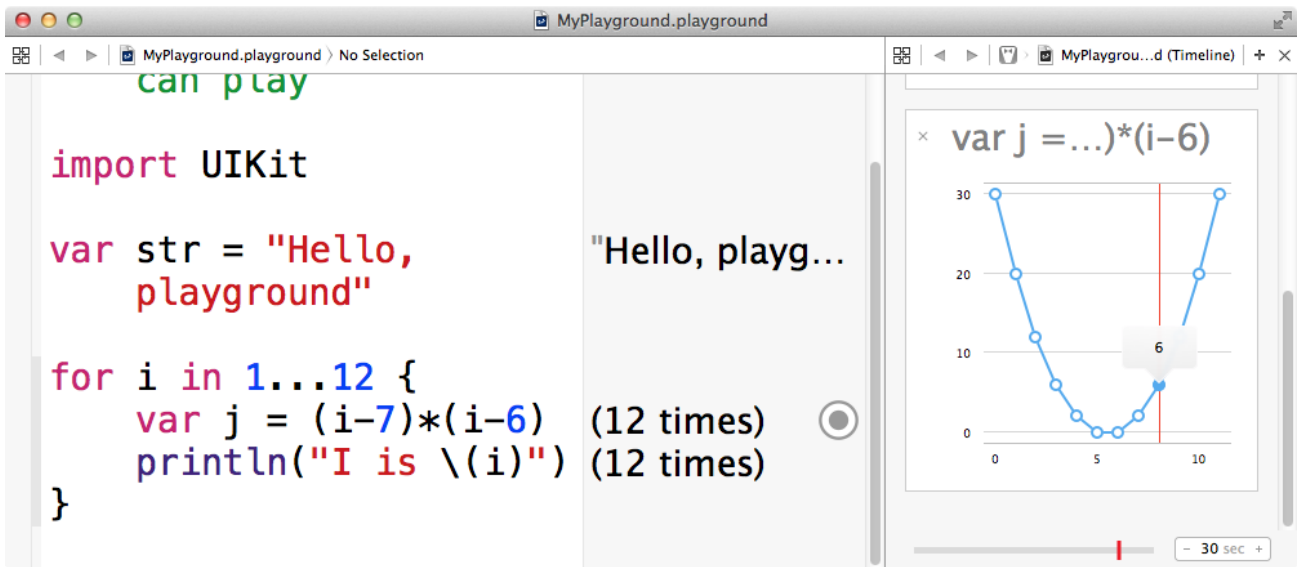 MyPlayground.playground
MyPlayground.playground No Selection
can play
import UIKit
var str = "Hello,
playground"
"Hello, playg...
for i in 1...12 {
var j = (i-7)*(i-6) (12 times)
println("I is \(i)") (12 times)
}
MyPlaygrou...d (Timeline)
var j =...)*(i-6)
30
20
10
0
6
0 5 10
- 30 sec +